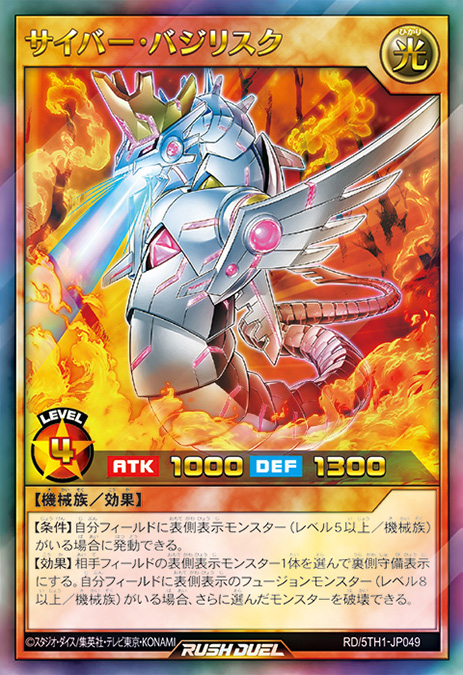 サイバー・バジリスク
ひかり
光
LEVEL
4
ATK 1000 DEF 1300
【機械族／効果】
【条件】自分フィールドに表側表示モンスター（レベル5以上／機械族）
がいる場合に発動できる。
【効果】相手フィールドの表側表示モンスター1体を選んで裏側守備表示
にする。自分フィールドに表側表示のフュージョンモンスター（レベル8
以上／機械族）がいる場合、さらに選んだモンスターを破壊できる。
©スタジオ・ダイス/集英社・テレビ東京・KONAMI
RUSH DUEL
RD/5TH1-JP049